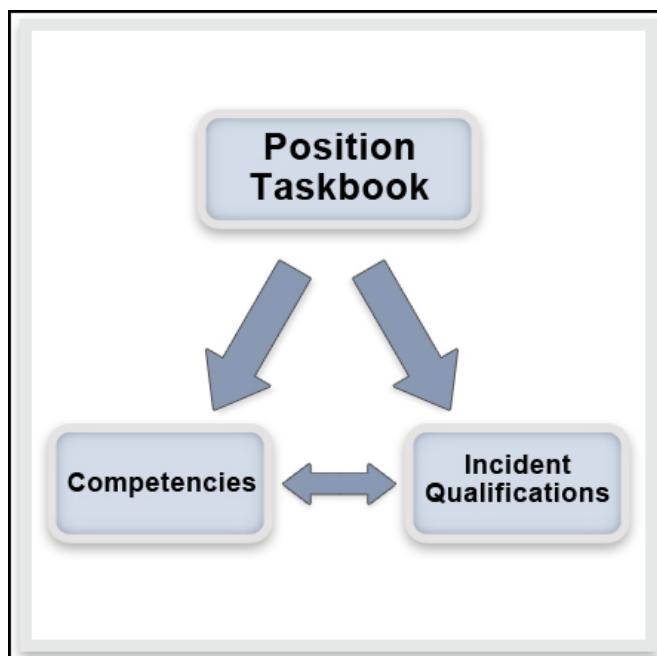 Position
Taskbook
Competencies
Incident
Qualifications